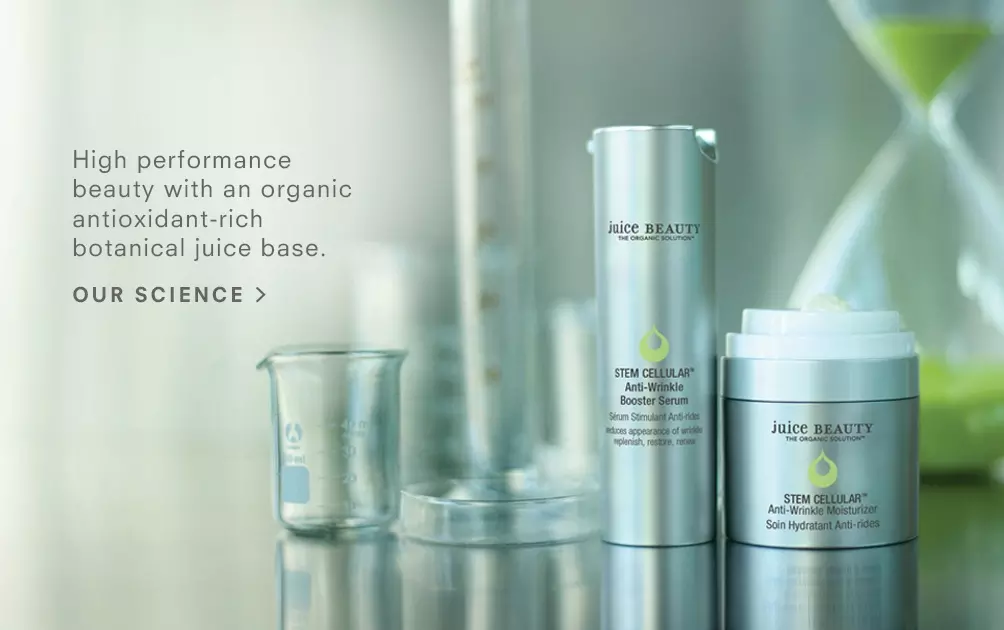 High performance
beauty with an organic
antioxidant-rich
botanical juice base.
OUR SCIENCE >
juice BEAUTY
THE ORGANIC SOLUTION™
STEM CELLULAR™
Anti-Wrinkle
Booster Serum
Sérum Stimulant Anti-rides
reduces appearance of wrinkles
replenish, restore, renew
juice BEAUTY
THE ORGANIC SOLUTION™
STEM CELLULAR™
Anti-Wrinkle Moisturizer
Soin Hydratant Anti-rides